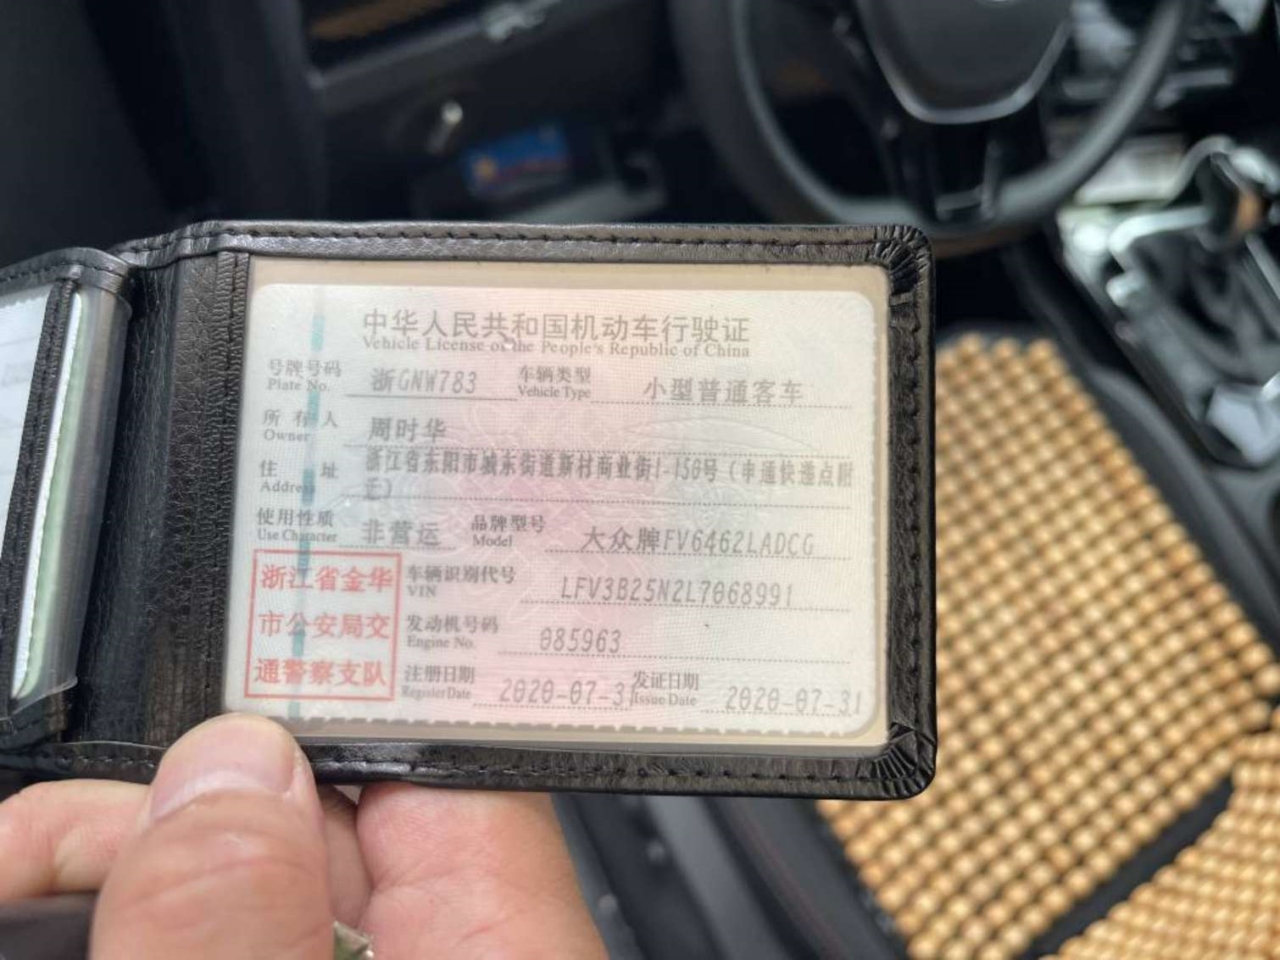 中华人民共和国机动车行驶证
Vehicle License of the People's Republic of China
号牌号码 浙GNW783 车辆类型 小型普通客车
Plate No. Vehicle Type
所有人 周时华
Owner
住址 浙江省东阳市城东街道新村商业街1-150号（申通快递点附
Address 近）
使用性质 非营运 品牌型号 大众牌FV6462LADCG
Use Character Model
浙江省金华 车辆识别代号 LFV3B25N2L7068991
VIN
市公安局交 发动机号码 085963
Engine No.
通警察支队 注册日期 2020-07-31 发证日期 2020-07-31
Register Date Issue Date